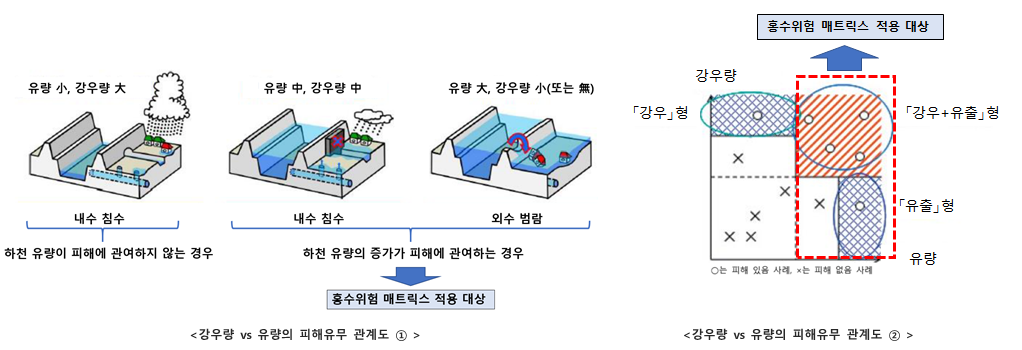 유량 小, 강우량 大
유량 中, 강우량 中
유량 大, 강우량 小(또는 無)
내수 침수
내수 침수
외수 범람
하천 유량이 피해에 관여하지 않는 경우
하천 유량의 증가가 피해에 관여하는 경우
홍수위험 매트릭스 적용 대상
<강우량 vs 유량의 피해유무 관계도 ① >
홍수위험 매트릭스 적용 대상
강우량
「강우」형
「강우+유출」형
「유출」형
유량
○는 피해 있음 사례, ×는 피해 없음 사례
<강우량 vs 유량의 피해유무 관계도 ② >